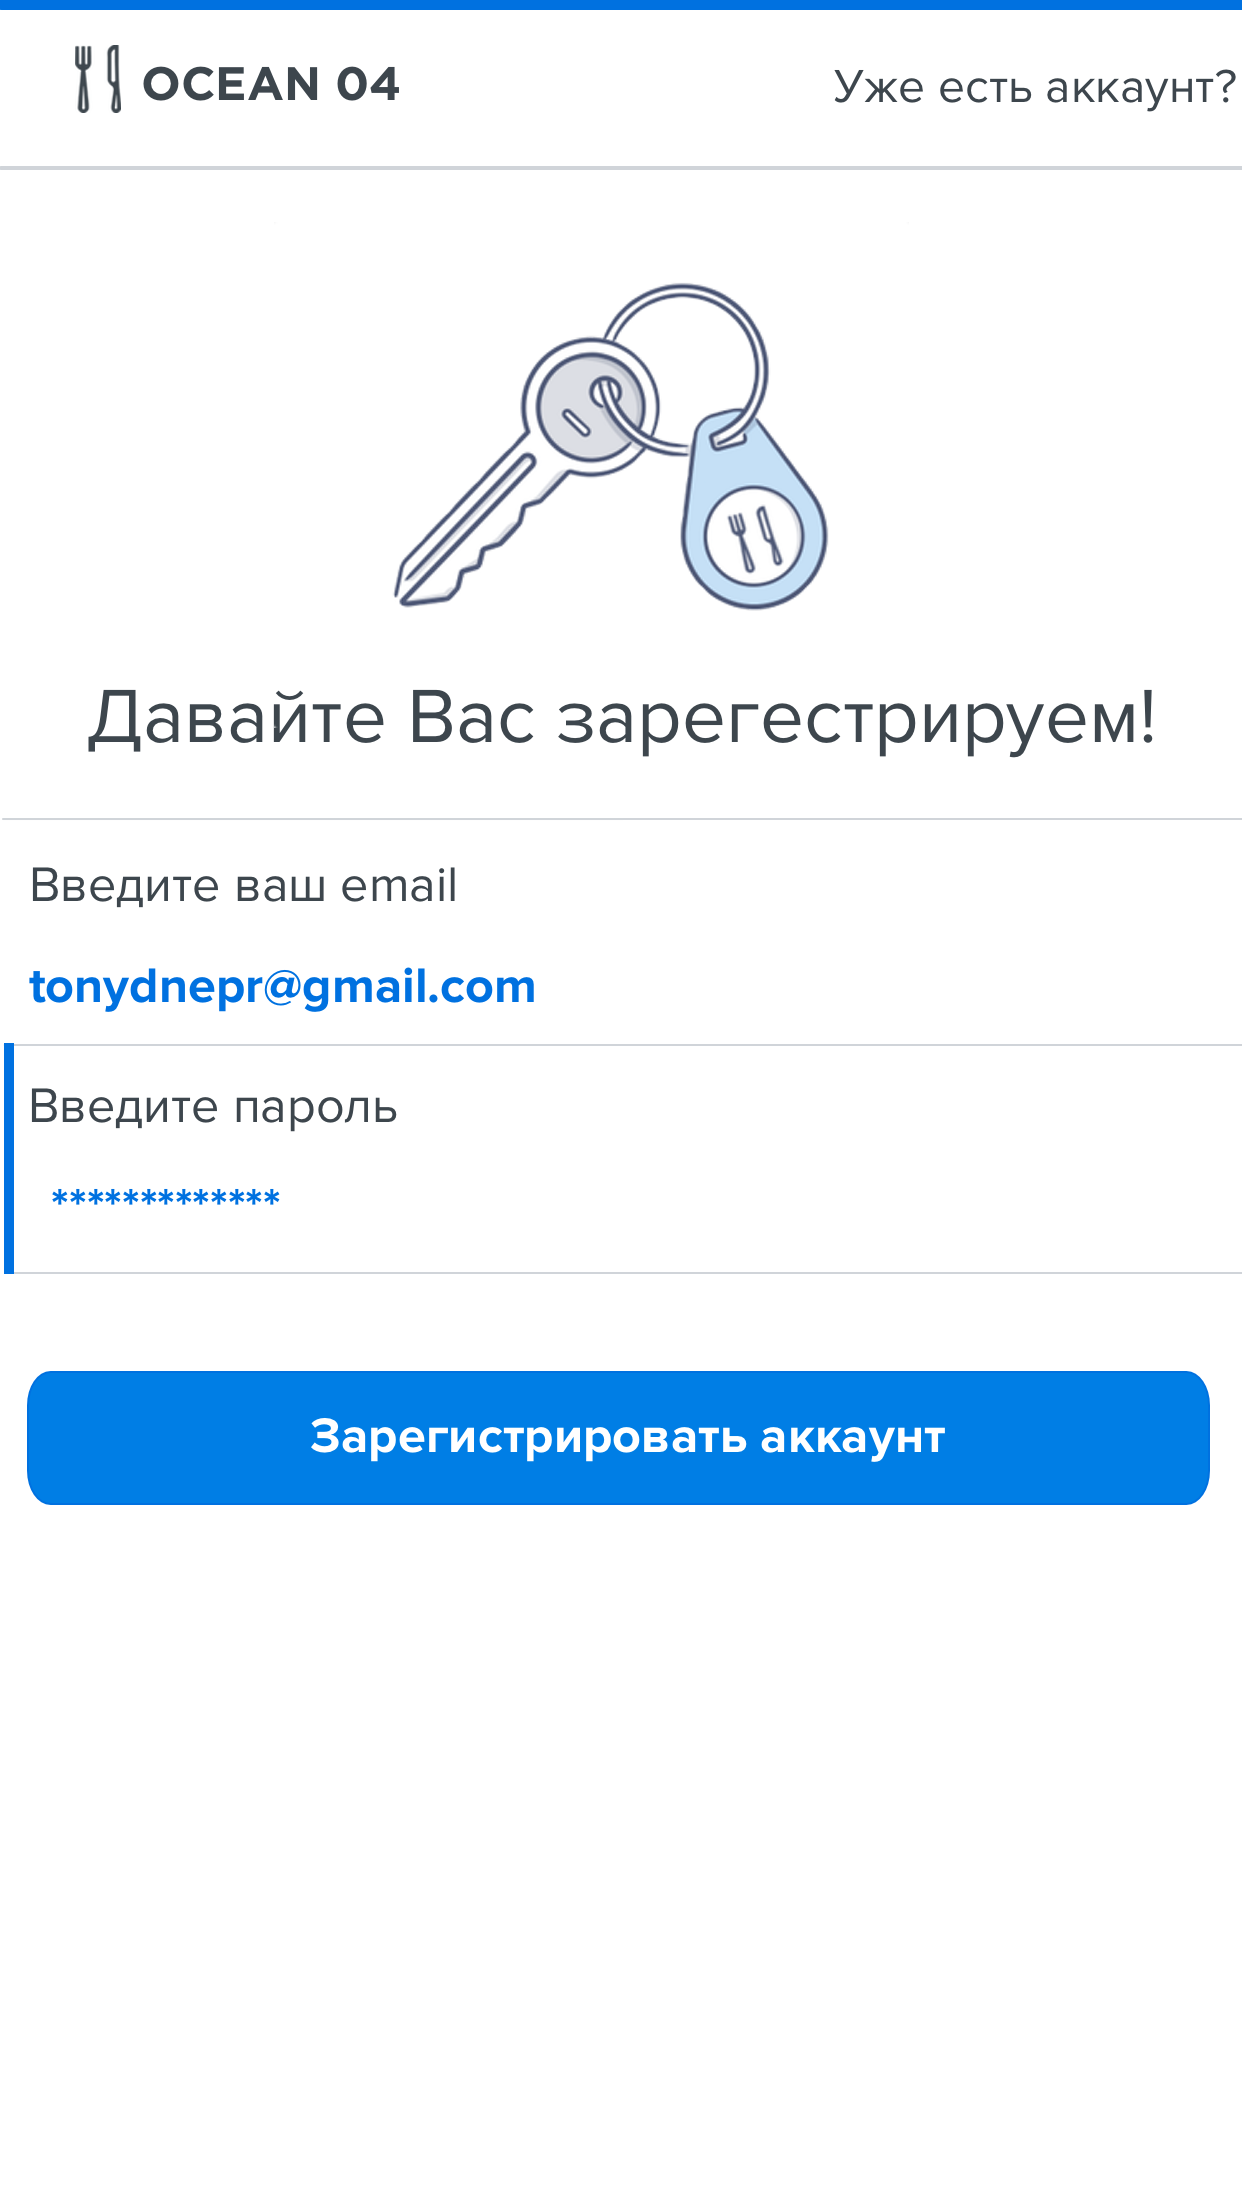 OCEAN 04
Уже есть аккаунт?
Давайте Вас зарегестрируем!
Введите ваш email
tonydnepr@gmail.com
Введите пароль
*************
Зарегистрировать аккаунт